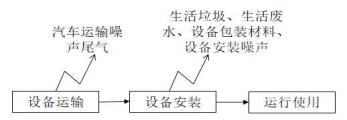 汽车运输噪
声尾气
生活垃圾、生活废
水、设备包装材料、
设备安装噪声
设备运输
设备安装
运行使用